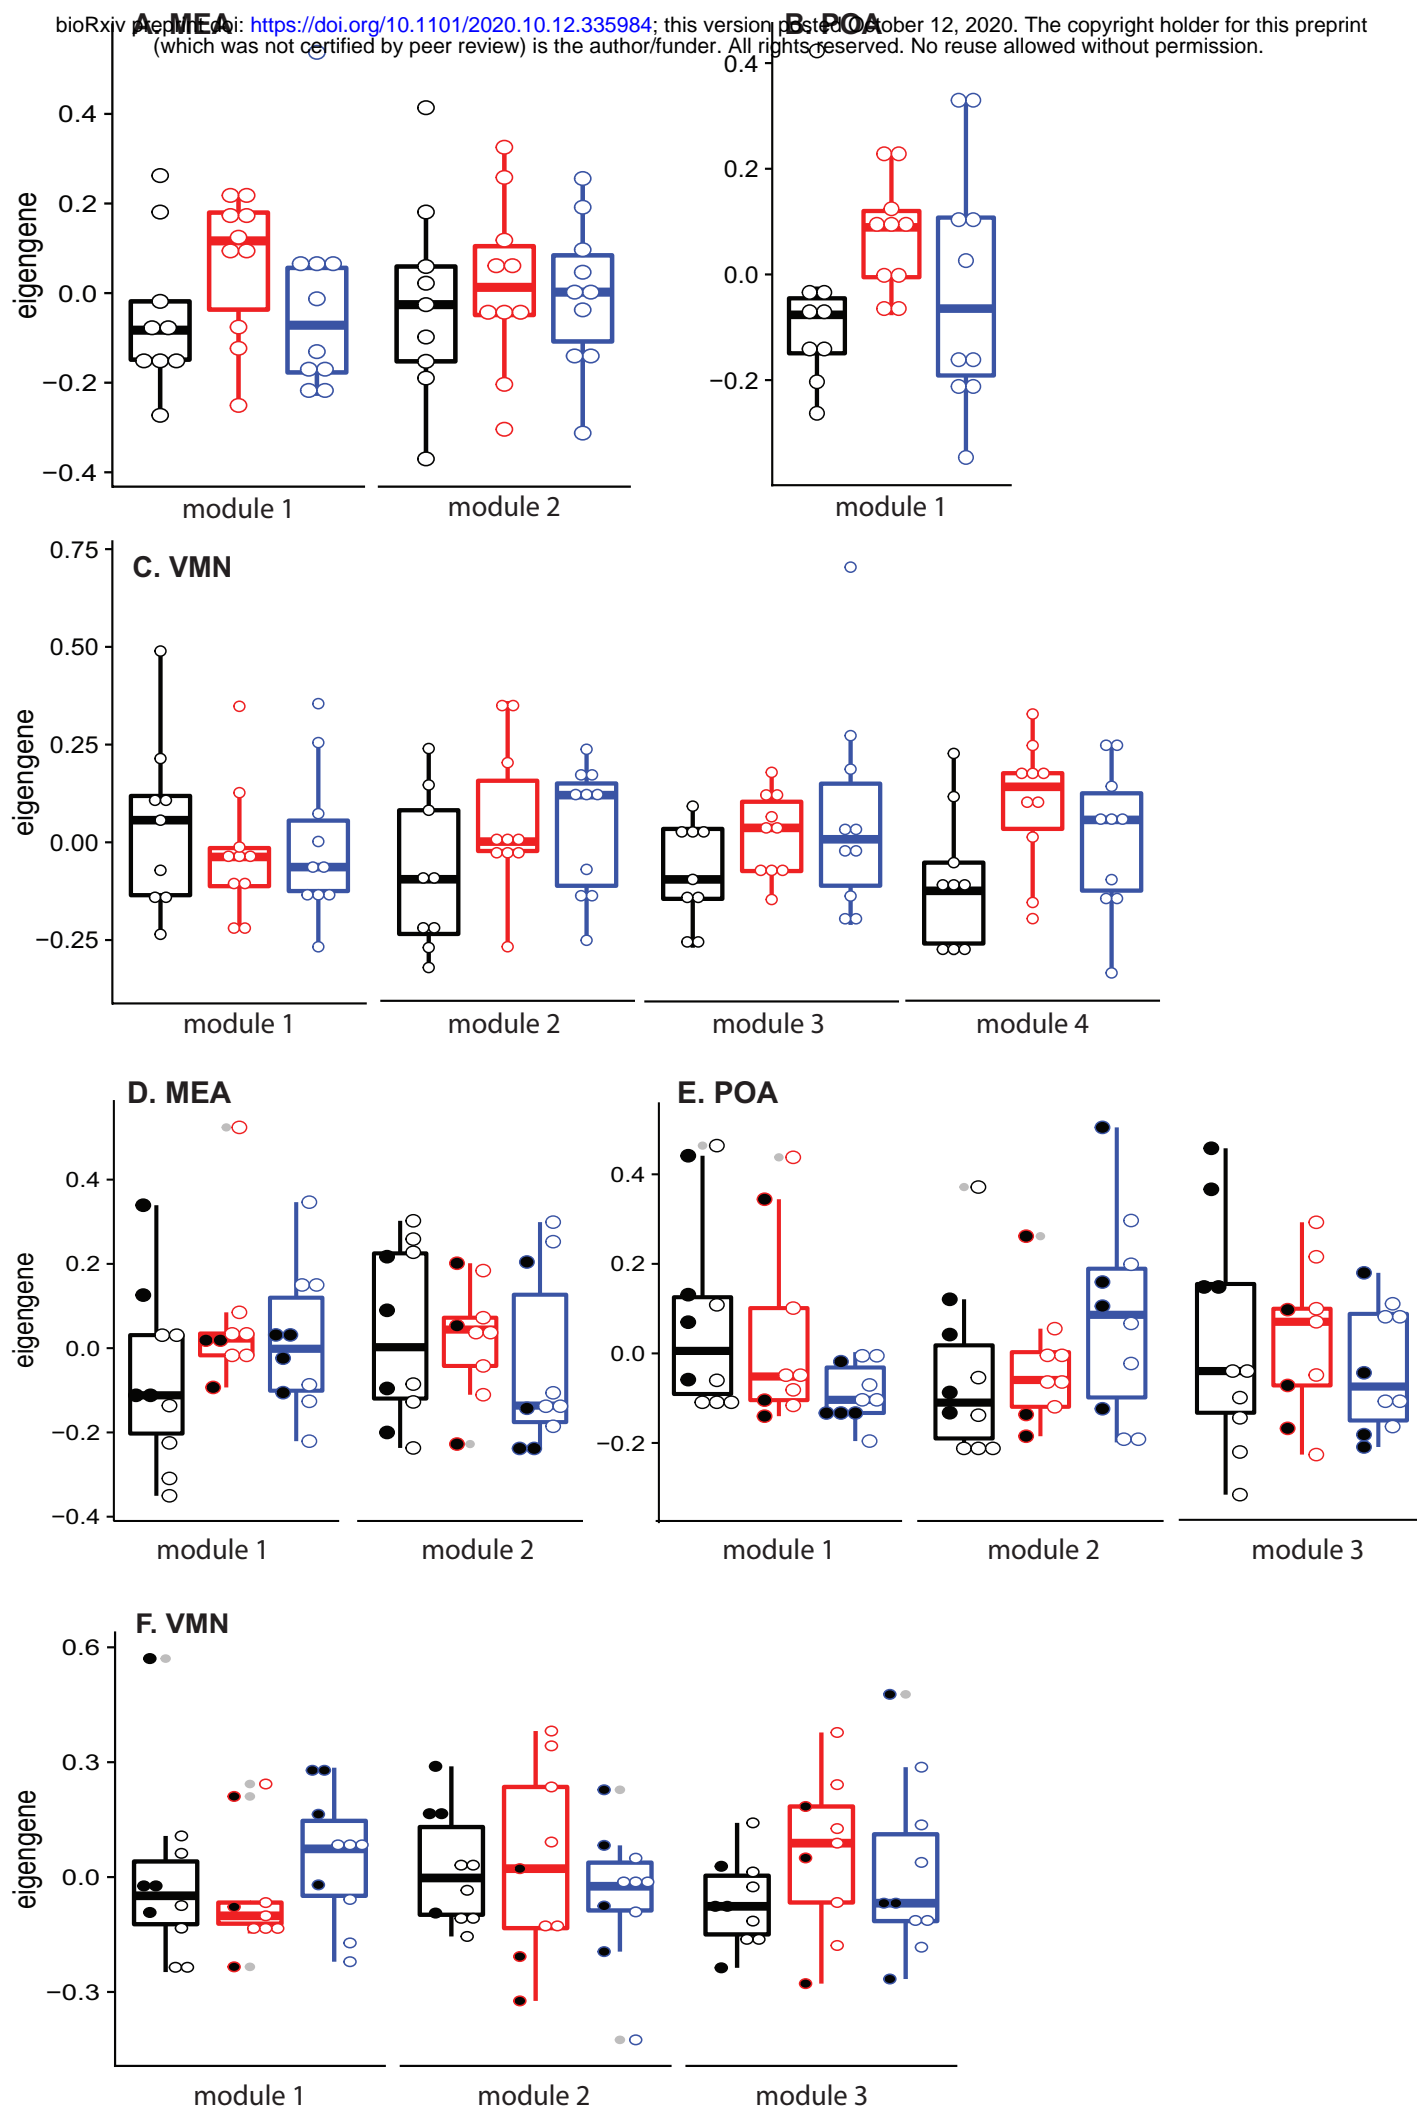 bioRxiv preprint doi: https://doi.org/10.1101/2020.10.12.335984; this version posted October 12, 2020. The copyright holder for this preprint
(which was not certified by peer review) is the author/funder. All rights reserved. No reuse allowed without permission.
A. MEA
B. POA
eigengene
0.4
0.2
0.0
−0.2
−0.4
module 1
module 2
0.4
0.2
0.0
−0.2
module 1
C. VMN
eigengene
0.75
0.50
0.25
0.00
−0.25
module 1
module 2
module 3
module 4
D. MEA
eigengene
0.4
0.2
0.0
−0.2
−0.4
module 1
module 2
E. POA
0.4
0.2
0.0
−0.2
module 1
module 2
module 3
F. VMN
eigengene
0.6
0.3
0.0
−0.3
module 1
module 2
module 3